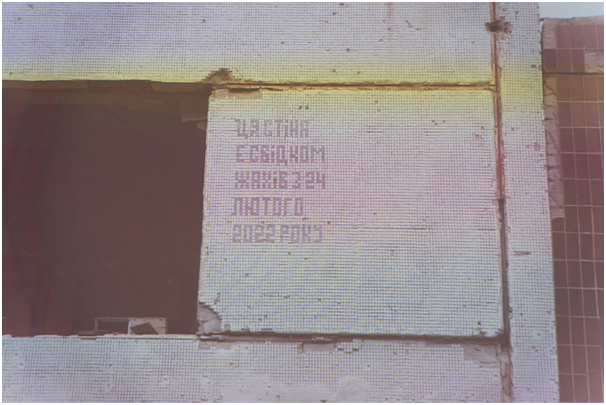 ЦЯ СТІНА
Є СВІДКОМ
ЖАХІВ З 24
ЛЮТОГО
2022 РОКУ